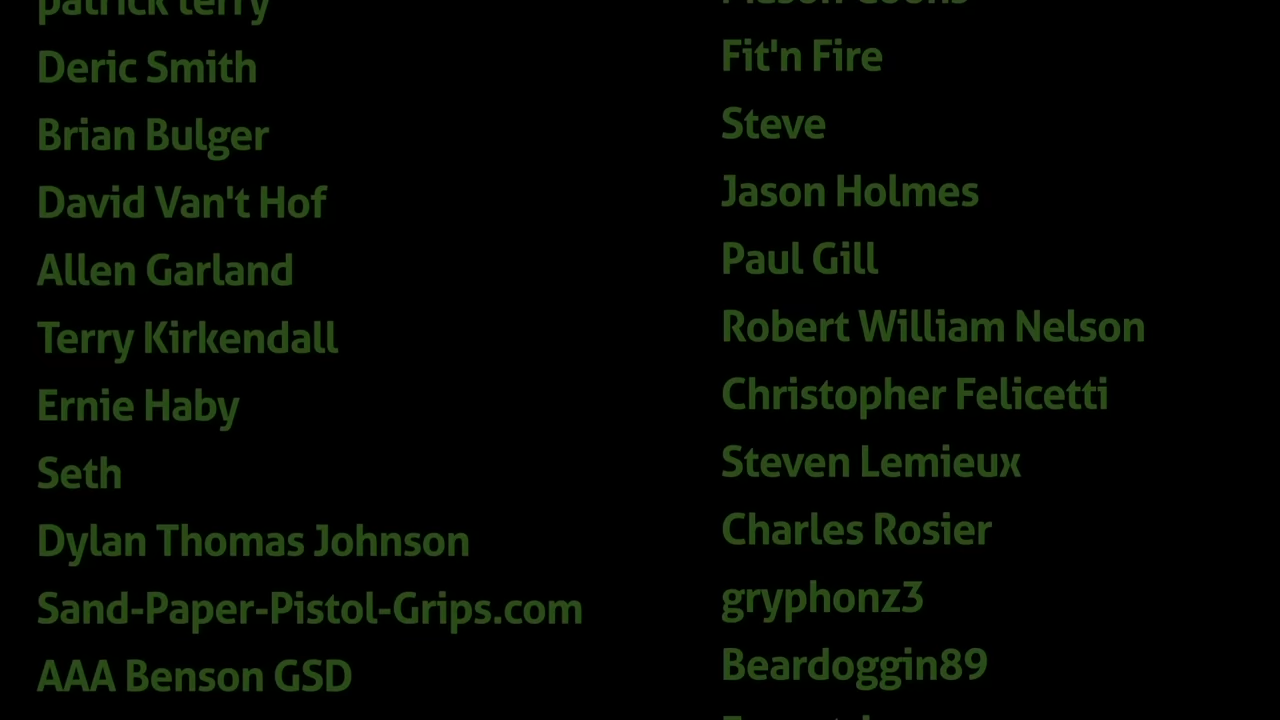 patrick terry
Deric Smith
Brian Bulger
David Van't Hof
Allen Garland
Terry Kirkendall
Ernie Haby
Seth
Dylan Thomas Johnson
Sand-Paper-Pistol-Grips.com
AAA Benson GSD
Fit'n Fire
Steve
Jason Holmes
Paul Gill
Robert William Nelson
Christopher Felicetti
Steven Lemieux
Charles Rosier
gryphonz3
Beardoggin89